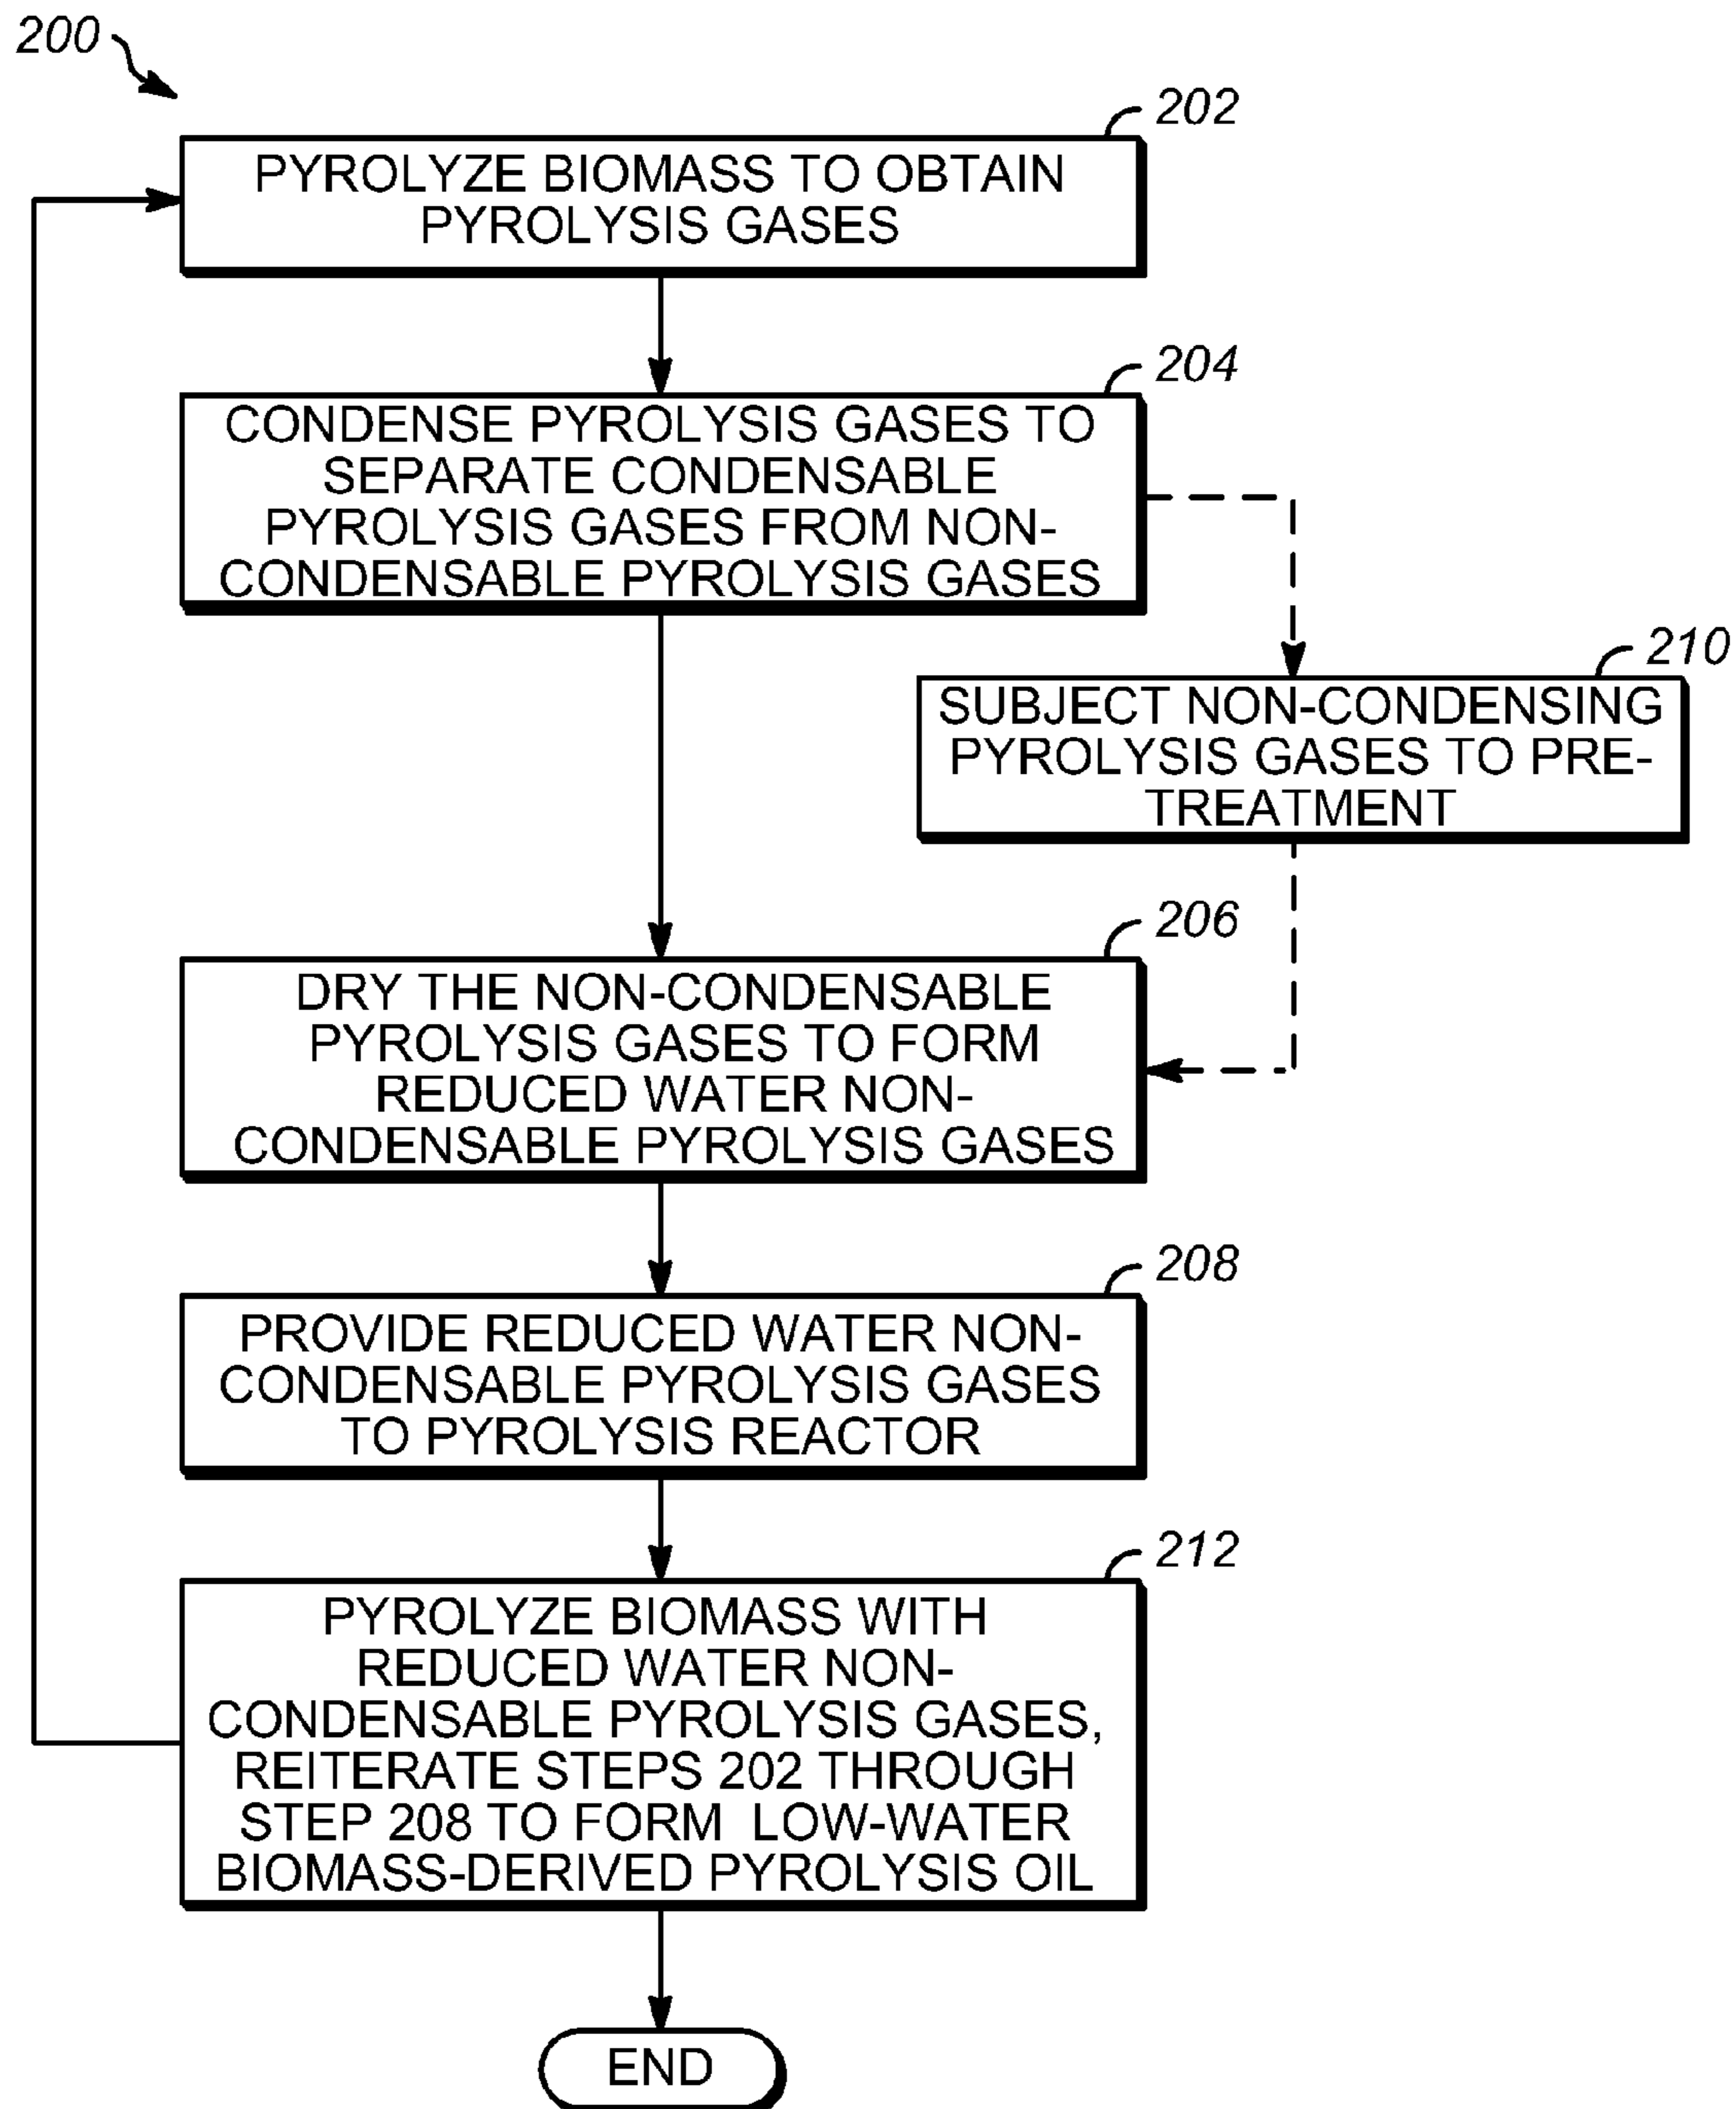 200
202
PYROLYZE BIOMASS TO OBTAIN
PYROLYSIS GASES
204
CONDENSE PYROLYSIS GASES TO
SEPARATE CONDENSABLE
PYROLYSIS GASES FROM NON-
CONDENSABLE PYROLYSIS GASES
210
SUBJECT NON-CONDENSING
PYROLYSIS GASES TO PRE-
TREATMENT
206
DRY THE NON-CONDENSABLE
PYROLYSIS GASES TO FORM
REDUCED WATER NON-
CONDENSABLE PYROLYSIS GASES
208
PROVIDE REDUCED WATER NON-
CONDENSABLE PYROLYSIS GASES
TO PYROLYSIS REACTOR
212
PYROLYZE BIOMASS WITH
REDUCED WATER NON-
CONDENSABLE PYROLYSIS GASES,
REITERATE STEPS 202 THROUGH
STEP 208 TO FORM LOW-WATER
BIOMASS-DERIVED PYROLYSIS OIL
END